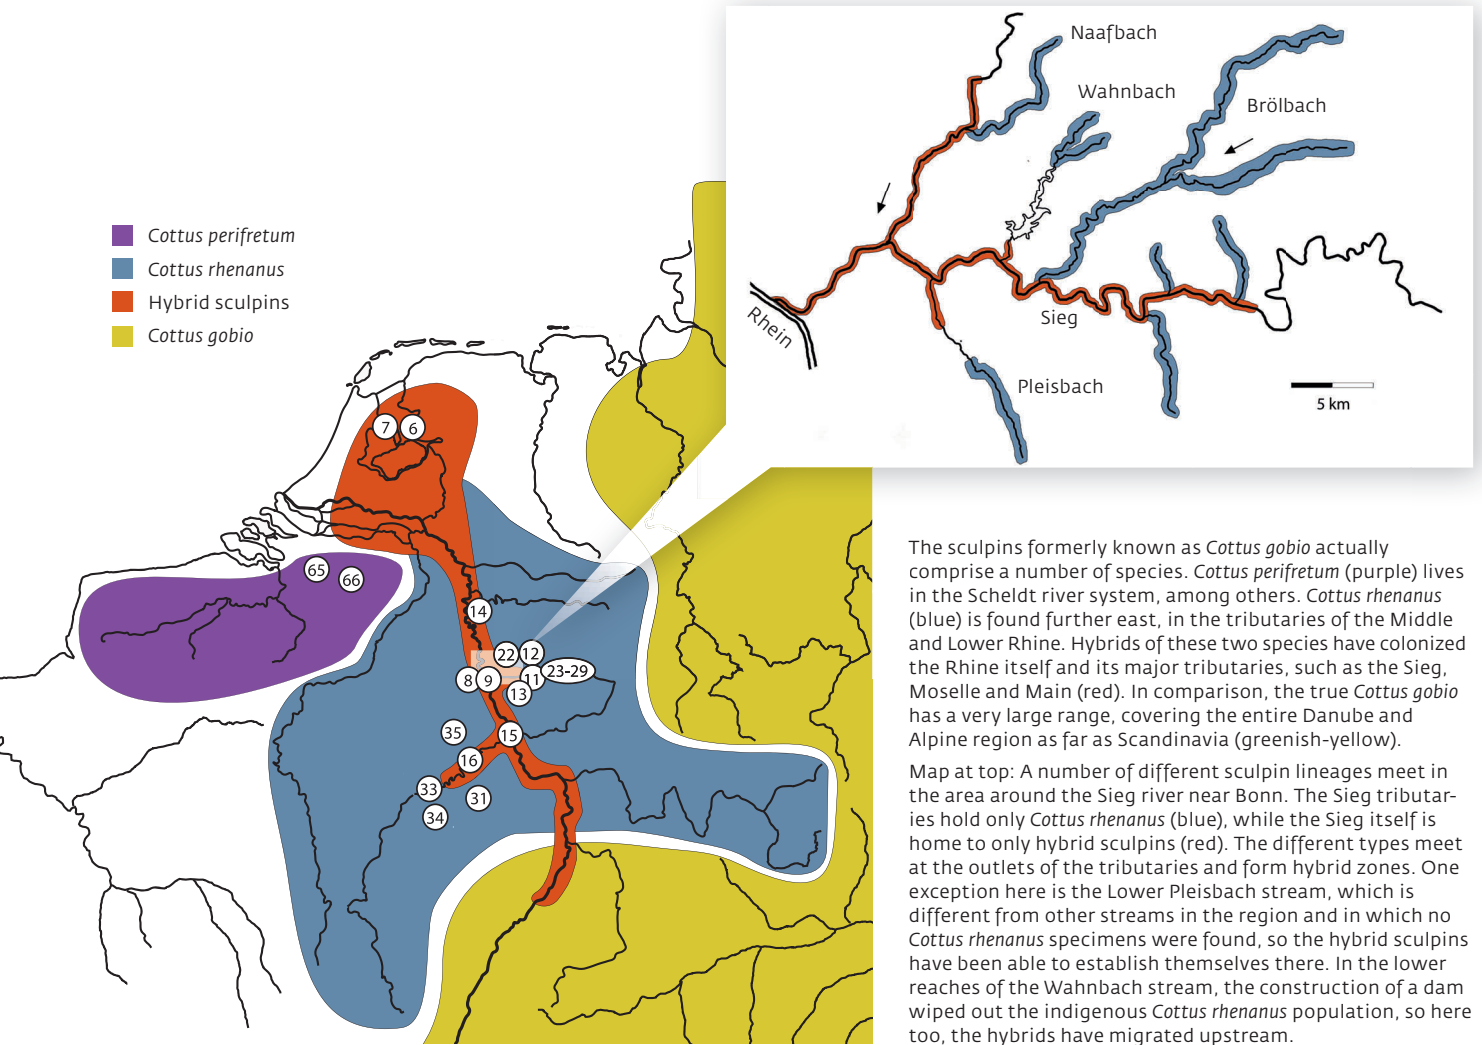 Naafbach
Wahnbach
Brölbach
Rhein
Sieg
Pleisbach
5 km
Cottus perifretum
Cottus rhenanus
Hybrid sculpins
Cottus gobio
7
6
65
66
14
22
12
23-29
8
9
11
13
35
15
16
33
31
34
The sculpins formerly known as Cottus gobio actually
comprise a number of species. Cottus perifretum (purple) lives
in the Scheldt river system, among others. Cottus rhenanus
(blue) is found further east, in the tributaries of the Middle
and Lower Rhine. Hybrids of these two species have colonized
the Rhine itself and its major tributaries, such as the Sieg,
Moselle and Main (red). In comparison, the true Cottus gobio
has a very large range, covering the entire Danube and
Alpine region as far as Scandinavia (greenish-yellow).
Map at top: A number of different sculpin lineages meet in
the area around the Sieg river near Bonn. The Sieg tributar-
ies hold only Cottus rhenanus (blue), while the Sieg itself is
home to only hybrid sculpins (red). The different types meet
at the outlets of the tributaries and form hybrid zones. One
exception here is the Lower Pleisbach stream, which is
different from other streams in the region and in which no
Cottus rhenanus specimens were found, so the hybrid sculpins
have been able to establish themselves there. In the lower
reaches of the Wahnbach stream, the construction of a dam
wiped out the indigenous Cottus rhenanus population, so here
too, the hybrids have migrated upstream.